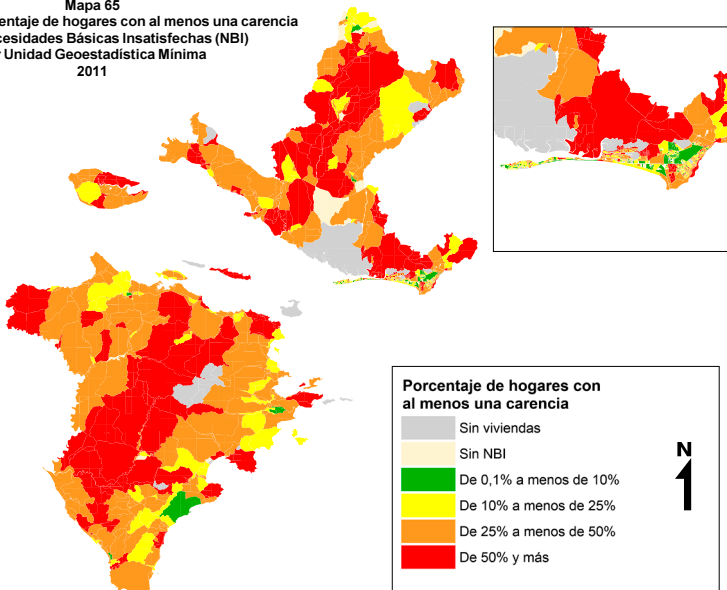 Mapa 65
centaje de hogares con al menos una carencia
cesidades Básicas Insatisfechas (NBI)
r Unidad Geoestadística Mínima
2011
Porcentaje de hogares con
al menos una carencia
Sin viviendas
Sin NBI
De 0,1% a menos de 10%
De 10% a menos de 25%
De 25% a menos de 50%
De 50% y más
N